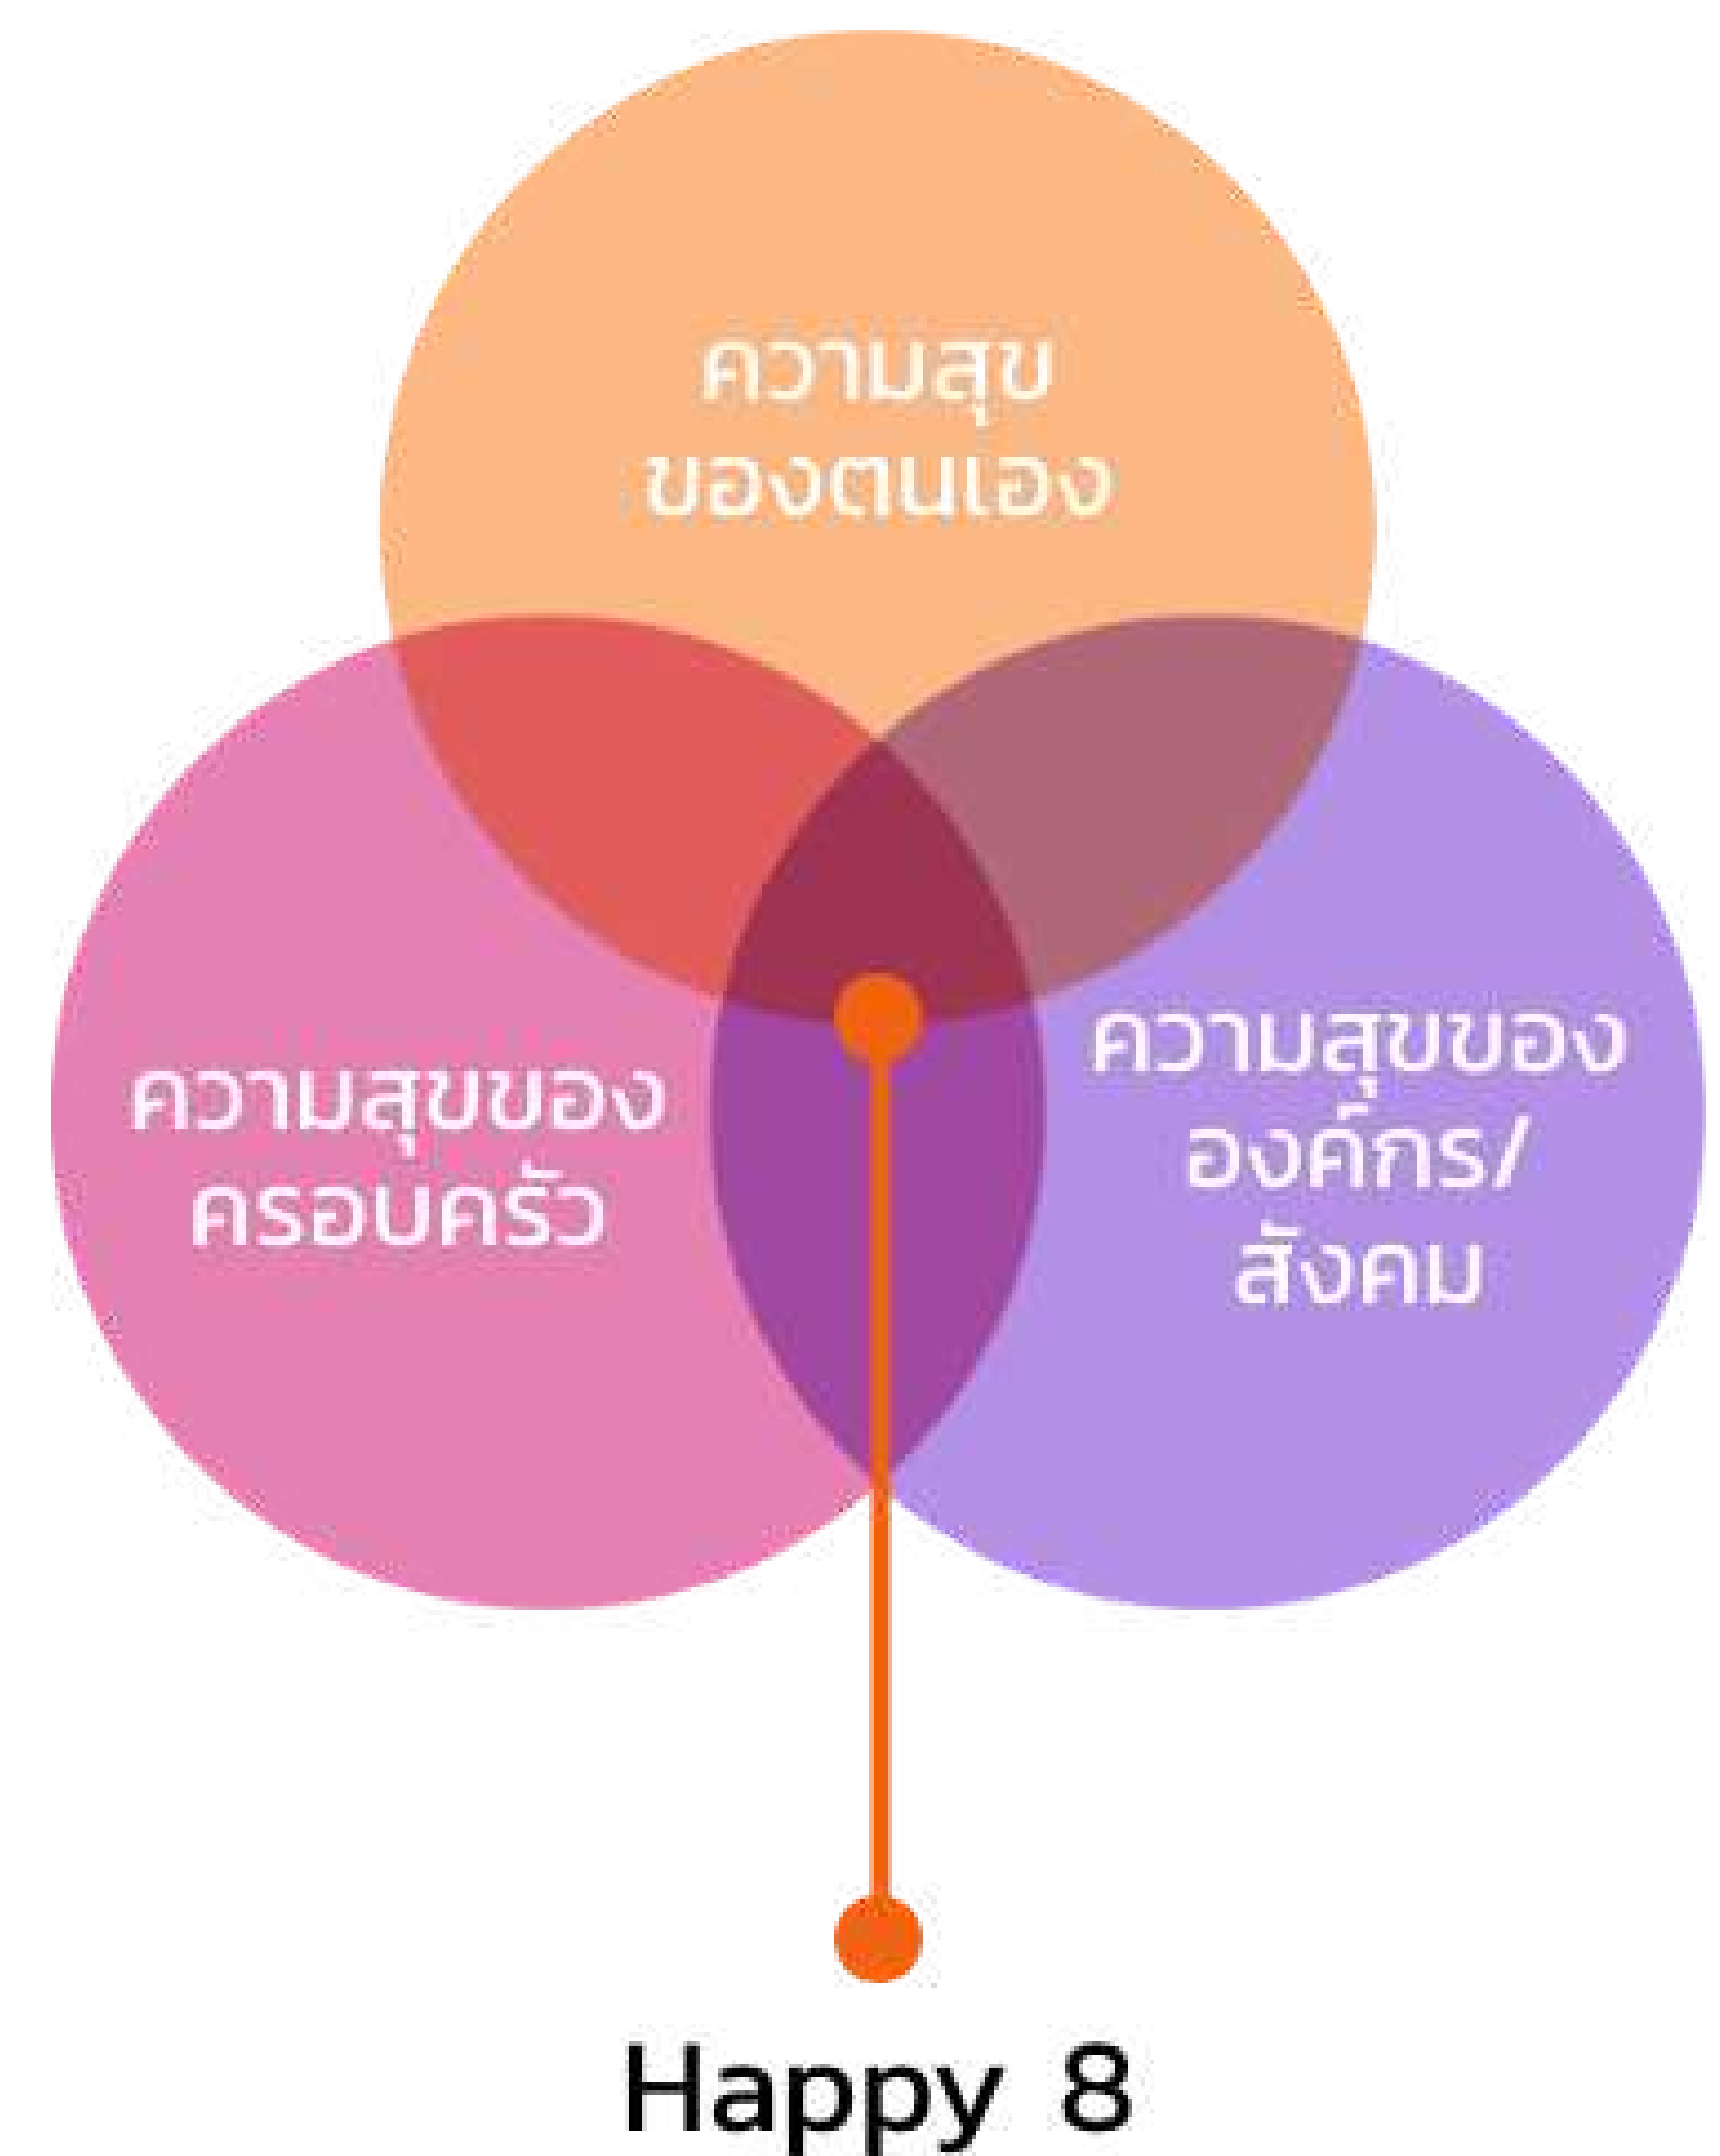 ความสุข
ของตนเอง
ความสุขของ
ครอบครัว
ความสุขของ
องค์กร/
สังคม
Happy 8